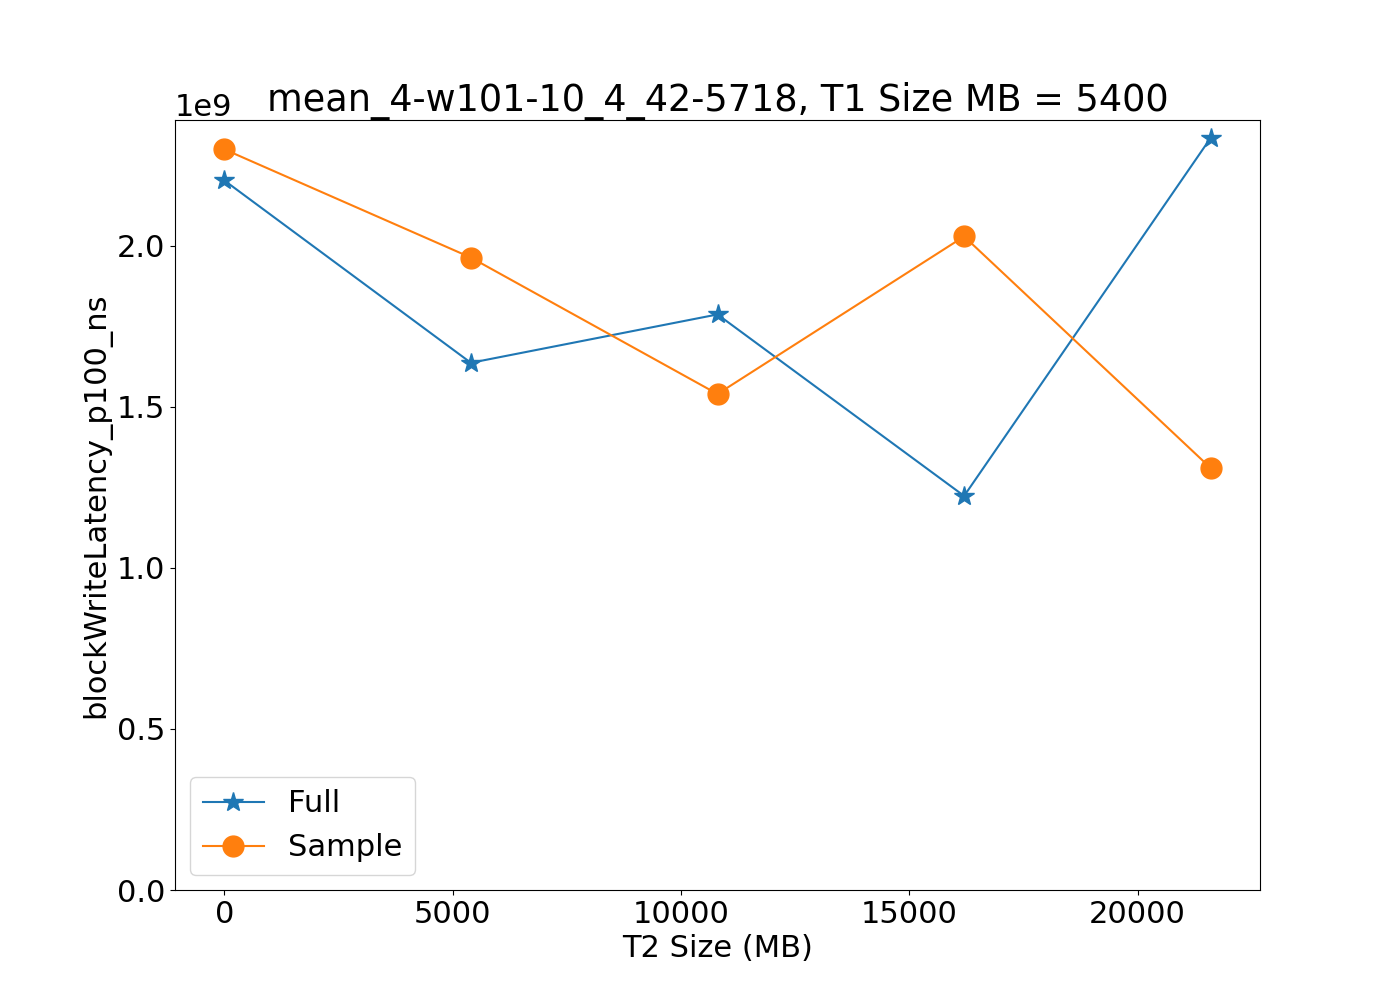 1e9
mean_4-w101-10_4_42-5718, T1 Size MB = 5400
blockWriteLatency_p100_ns
2.0
1.5
1.0
0.5
0.0
Full
Sample
0 5000 10000 15000 20000
T2 Size (MB)